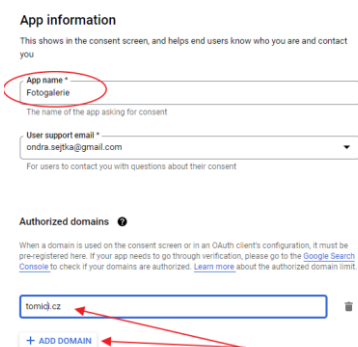 App information
This shows in the consent screen, and helps end users know who you are and contact
you
App name *
Fotogalerie
The name of the app asking for consent
User support email *
ondra.sejtka@gmail.com
For users to contact you with questions about their consent
Authorized domains
When a domain is used on the consent screen or in an OAuth client's configuration, it must be
pre-registered here. If your app needs to go through verification, please go to the Google Search
Console to check if your domains are authorized. Learn more about the authorized domain limit.
+ ADD DOMAIN